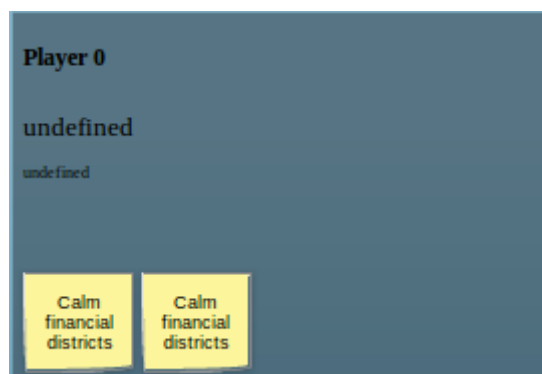 Player 0
undefined
undefined
Calm
financial
districts
Calm
financial
districts